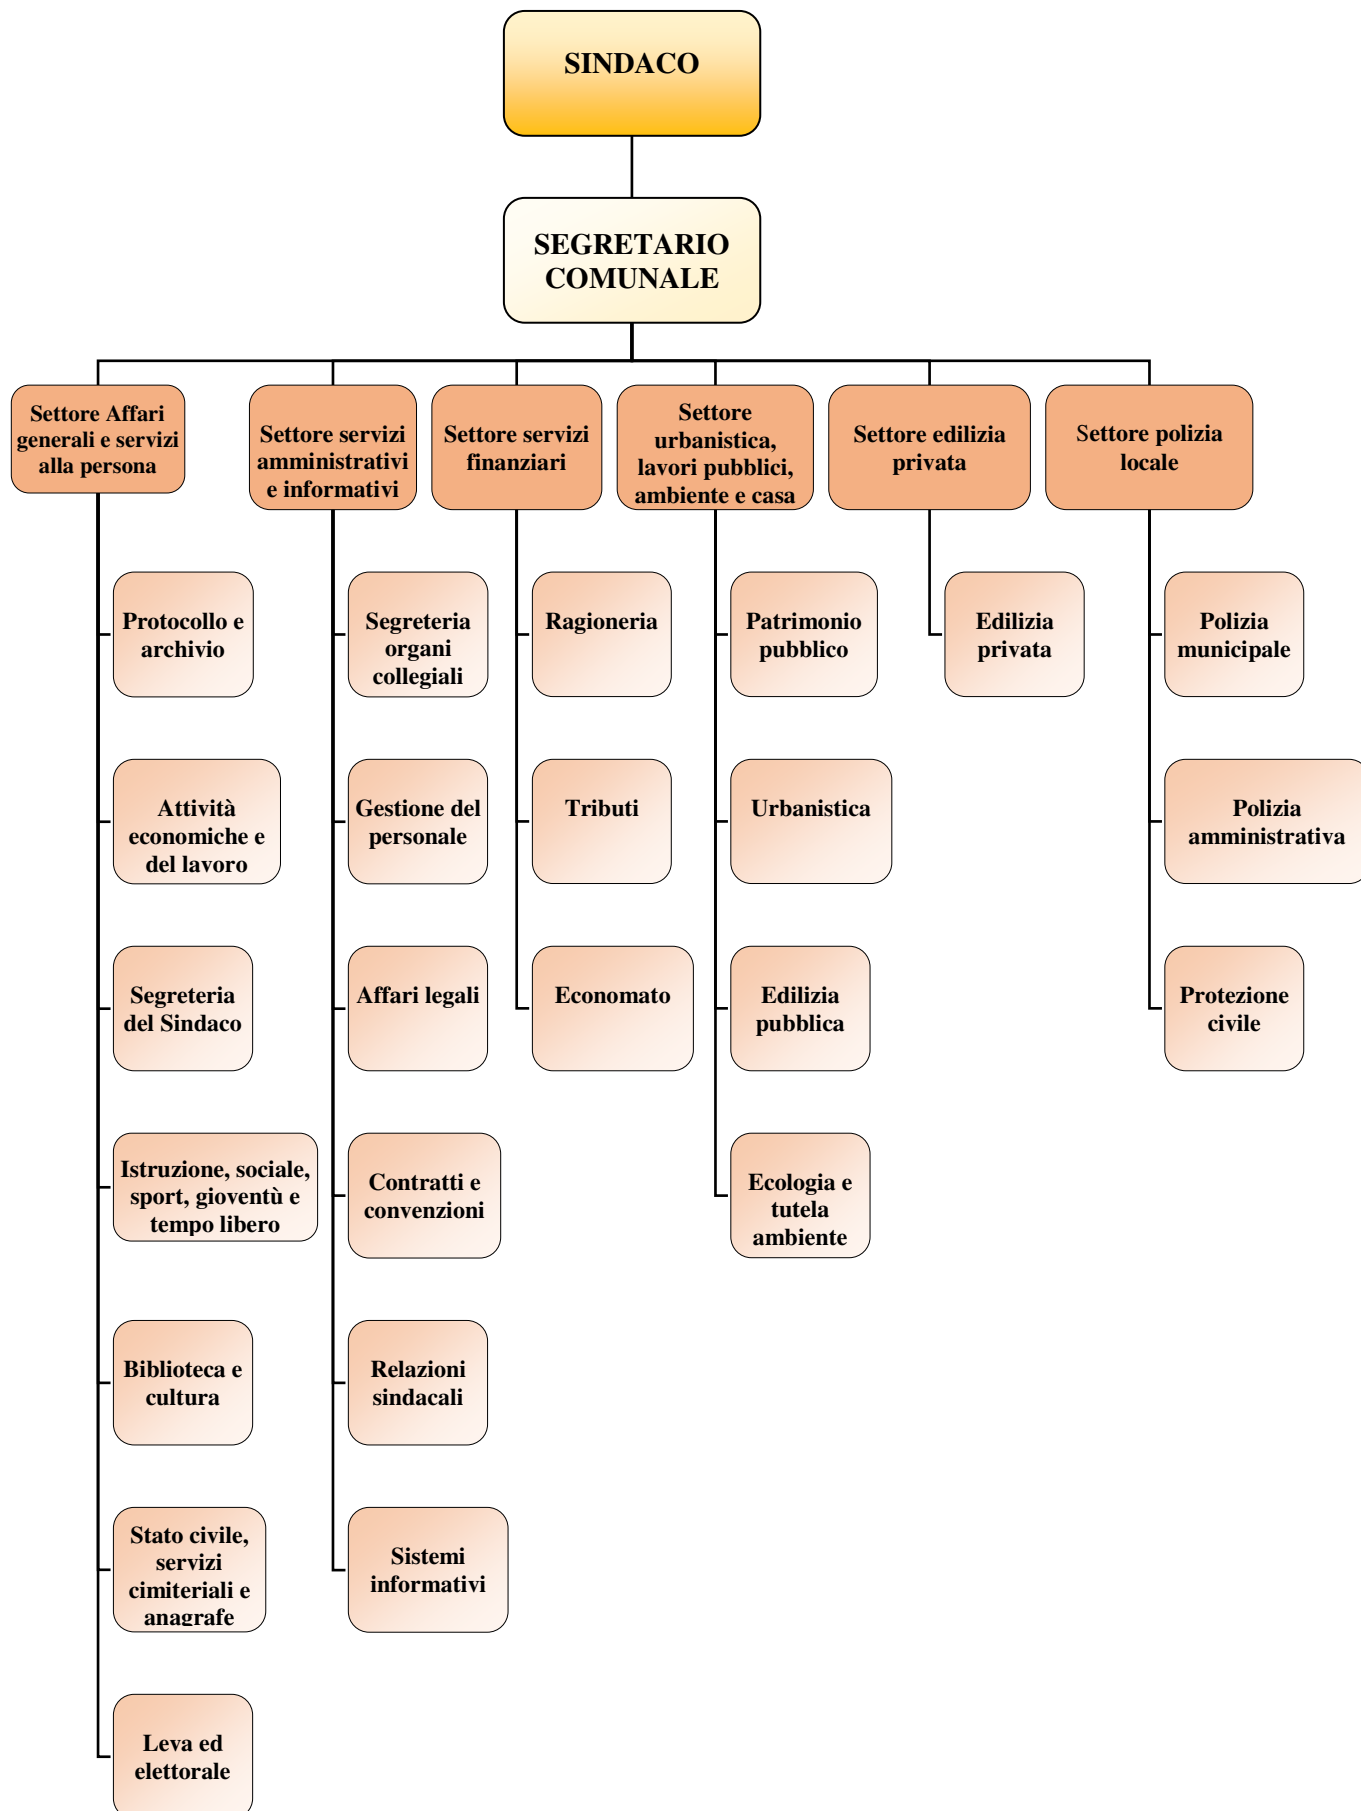 SINDACO
SEGRETARIO
COMUNALE
Settore Affari
generali e servizi
alla persona
Settore servizi
amministrativi
e informativi
Settore servizi
finanziari
Settore
urbanistica,
lavori pubblici,
ambiente e casa
Settore edilizia
privata
Settore polizia
locale
Protocollo e
archivio
Attività
economiche e
del lavoro
Segreteria
del Sindaco
Istruzione, sociale,
sport, gioventù e
tempo libero
Biblioteca e
cultura
Stato civile,
servizi
cimiteriali e
anagrafe
Leva ed
elettorale
Segreteria
organi
collegiali
Gestione del
personale
Affari legali
Contratti e
convenzioni
Relazioni
sindacali
Sistemi
informativi
Ragioneria
Tributi
Economato
Patrimonio
pubblico
Urbanistica
Edilizia
pubblica
Ecologia e
tutela
ambiente
Edilizia
privata
Polizia
municipale
Polizia
amministrativa
Protezione
civile